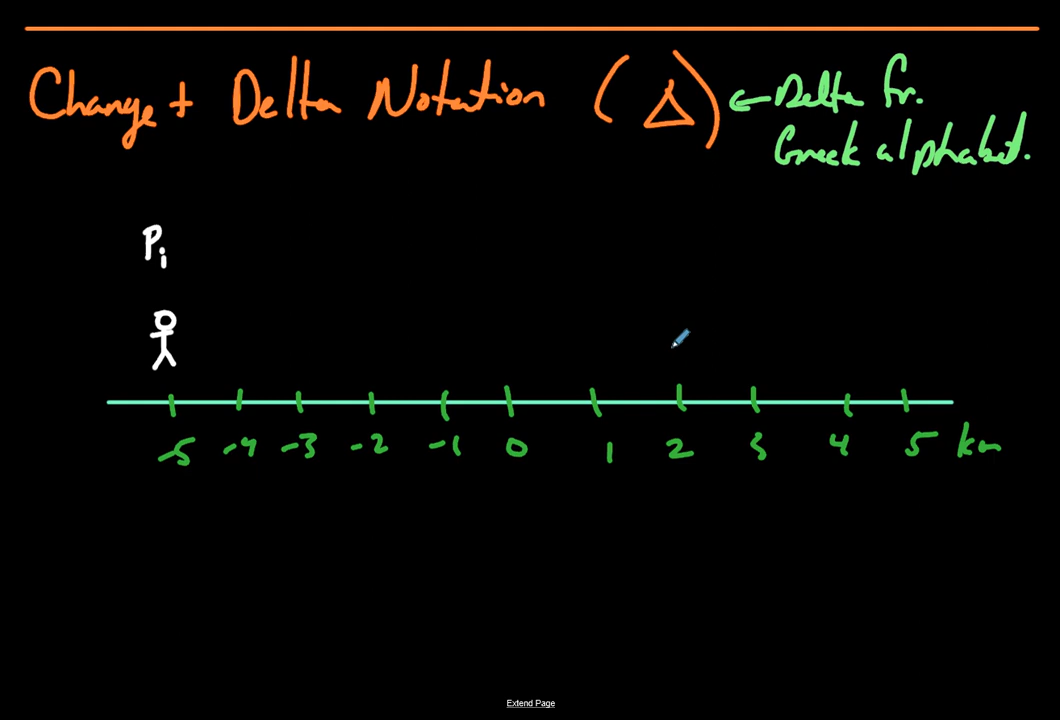 Change + Delta Notation (Δ) ← Delta fr.
Greek alphabet.
Pi
-5 -4 -3 -2 -1 0 1 2 3 4 5 km
Extend Page